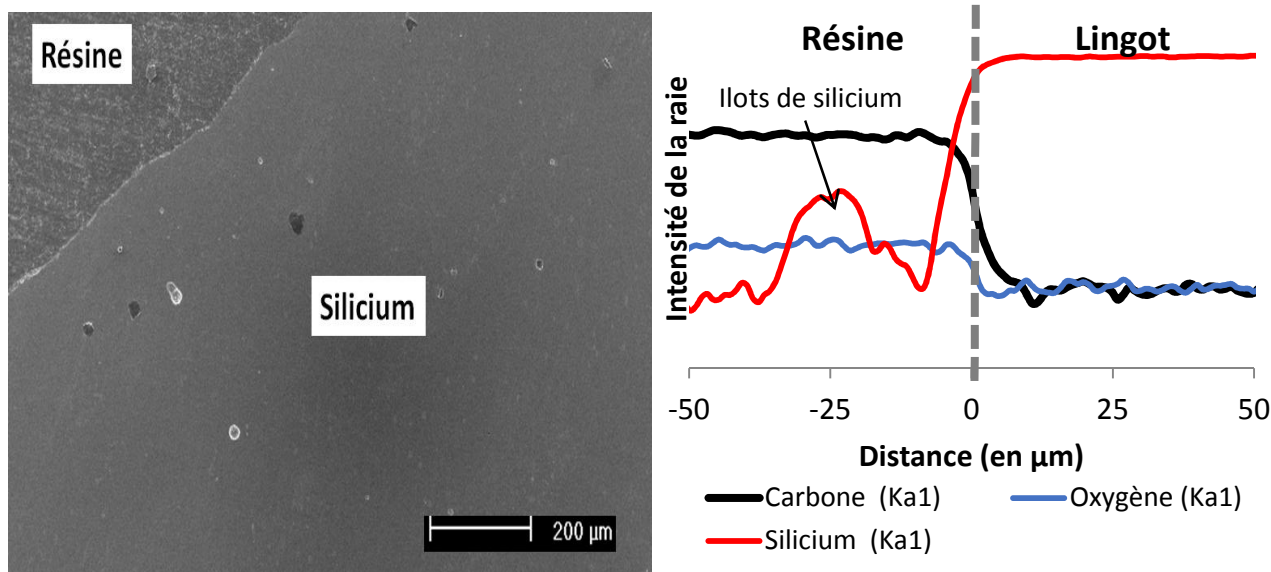 Résine
Silicium
200 µm
Résine
Lingot
Ilots de silicium
Intensité de la raie
-50
-25
0
25
50
Distance (en µm)
Carbone (Ka1)
Oxygène (Ka1)
Silicium (Ka1)